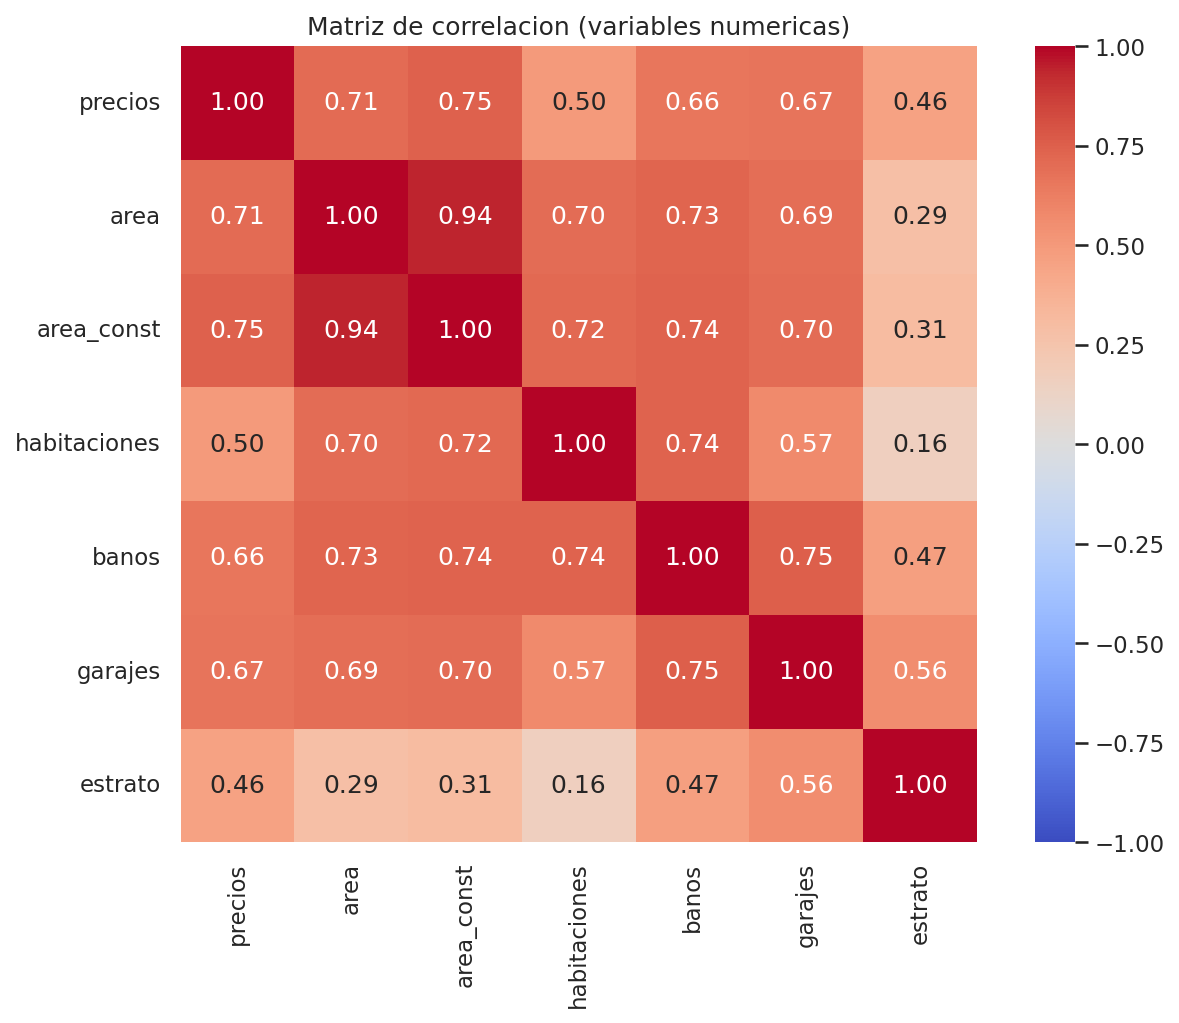 Matriz de correlacion (variables numericas)
precios 1.00 0.71 0.75 0.50 0.66 0.67 0.46
area 0.71 1.00 0.94 0.70 0.73 0.69 0.29
area_const 0.75 0.94 1.00 0.72 0.74 0.70 0.31
habitaciones 0.50 0.70 0.72 1.00 0.74 0.57 0.16
banos 0.66 0.73 0.74 0.74 1.00 0.75 0.47
garajes 0.67 0.69 0.70 0.57 0.75 1.00 0.56
estrato 0.46 0.29 0.31 0.16 0.47 0.56 1.00
precios area area_const habitaciones banos garajes estrato
1.00
0.75
0.50
0.25
0.00
−0.25
−0.50
−0.75
−1.00